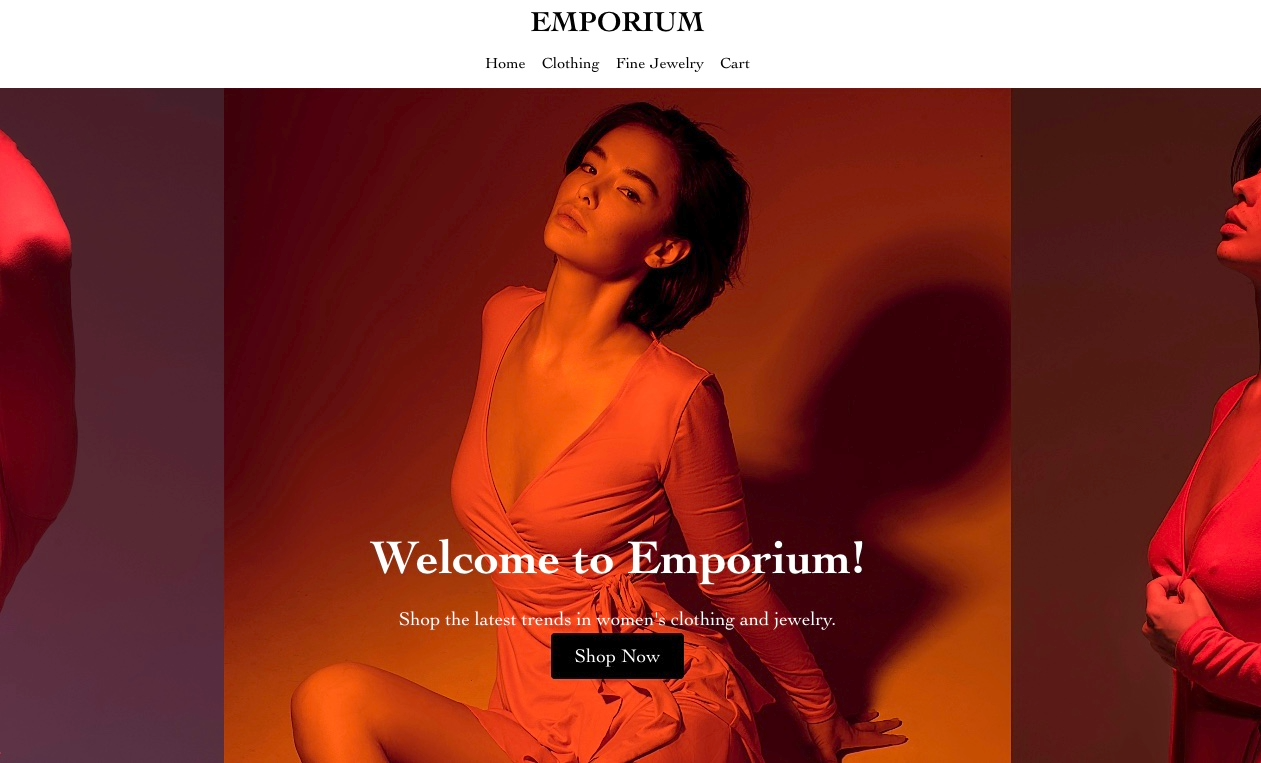 EMPORIUM
Home Clothing Fine Jewelry Cart
Welcome to Emporium!
Shop the latest trends in women's clothing and jewelry.
Shop Now